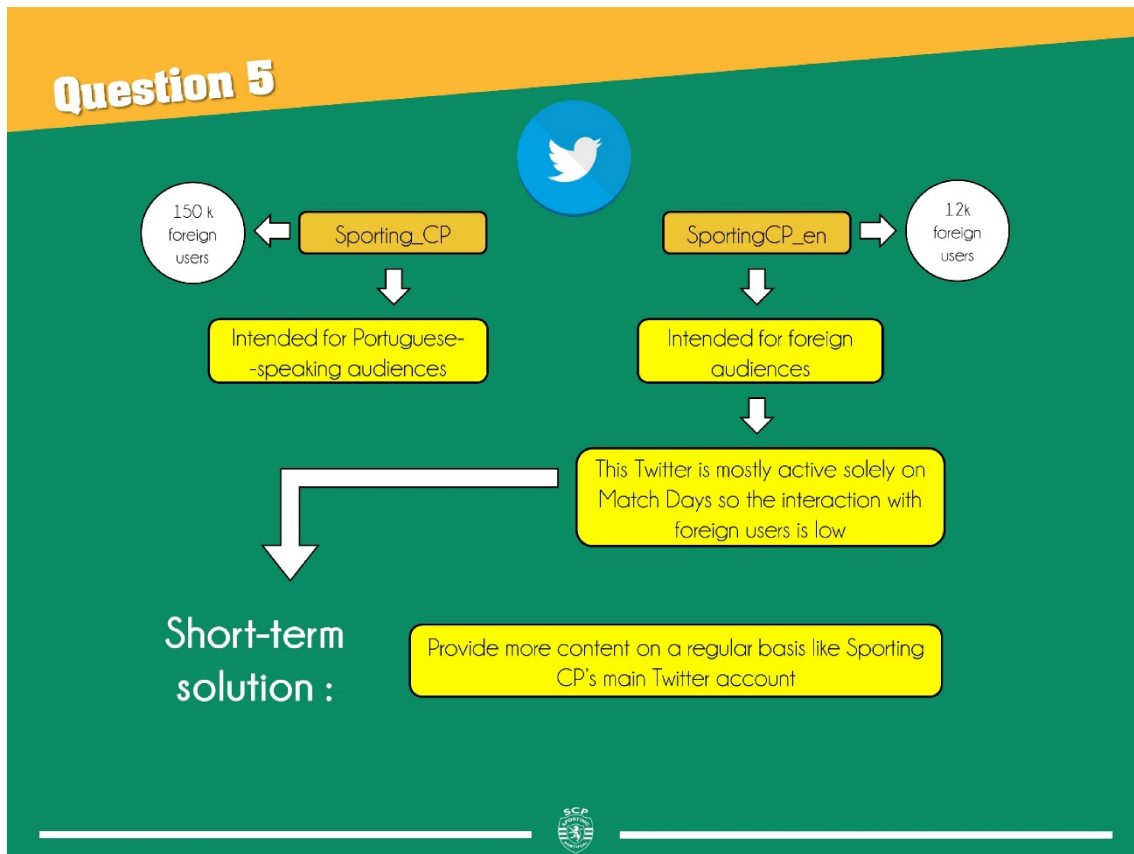 Question 5
150 k
foreign
users
Sporting_CP
SportingCP_en
12k
foreign
users
Intended for Portuguese-
-speaking audiences
Intended for foreign
audiences
This Twitter is mostly active solely on
Match Days so the interaction with
foreign users is low
Short-term
solution :
Provide more content on a regular basis like Sporting
CP's main Twitter account
SCP
SPORTING
PORTUGAL